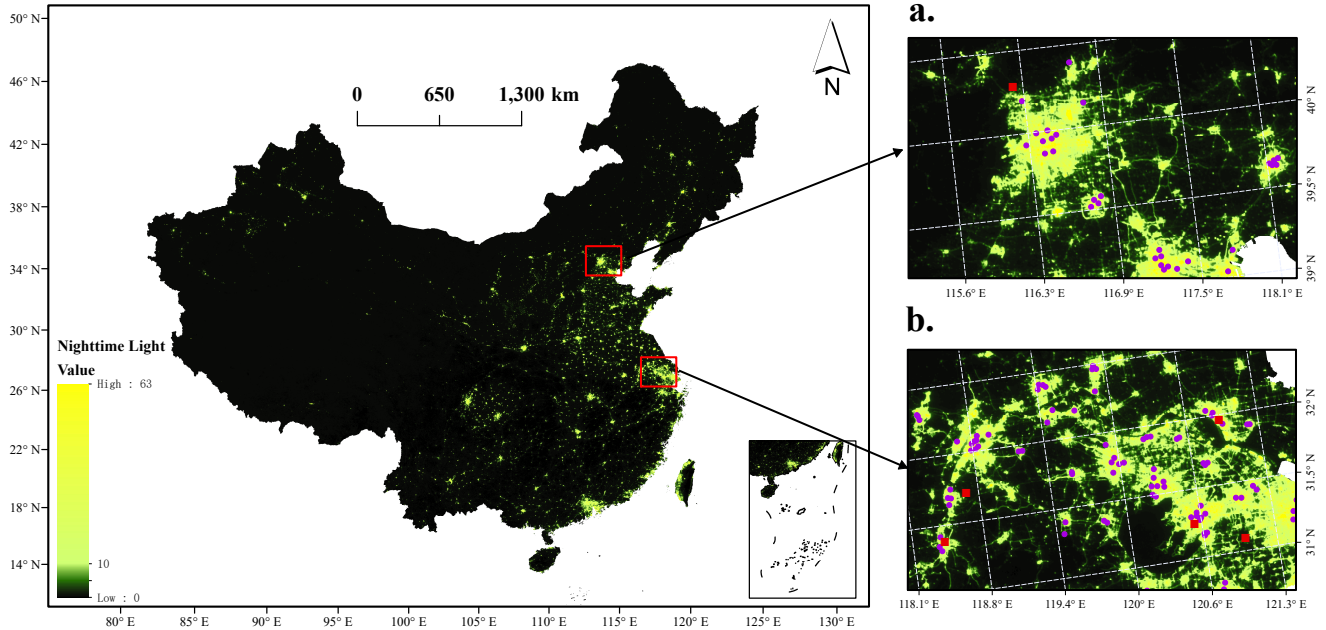 50° N
46° N
42° N
38° N
34° N
30° N
26° N
22° N
18° N
14° N
0 650 1,300 km
N
Nighttime Light
Value
High : 63
10
Low : 0
80° E 85° E 90° E 95° E 100° E 105° E 110° E 115° E 120° E 125° E 130° E
a.
40° N
39.5° N
39° N
115.6° E 116.3° E 116.9° E 117.5° E 118.1° E
b.
32° N
31.5° N
31° N
118.1° E 118.8° E 119.4° E 120° E 120.6° E 121.3° E